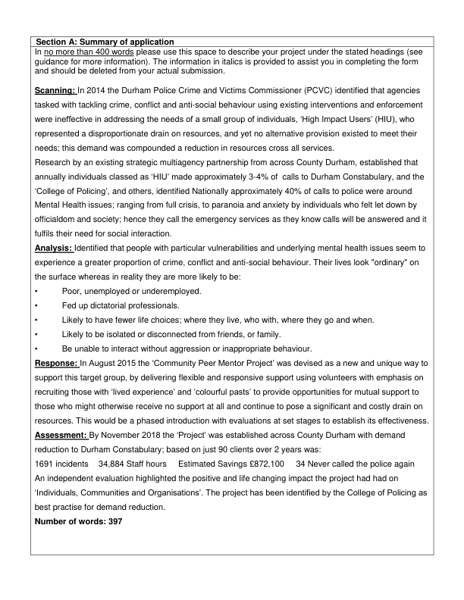 Section A: Summary of application
In no more than 400 words please use this space to describe your project under the stated headings (see
guidance for more information). The information in italics is provided to assist you in completing the form
and should be deleted from your actual submission.
Scanning: In 2014 the Durham Police Crime and Victims Commissioner (PCVC) identified that agencies
tasked with tackling crime, conflict and anti-social behaviour using existing interventions and enforcement
were ineffective in addressing the needs of a small group of individuals, 'High Impact Users' (HIU), who
represented a disproportionate drain on resources, and yet no alternative provision existed to meet their
needs; this demand was compounded a reduction in resources cross all services.
Research by an existing strategic multiagency partnership from across County Durham, established that
annually individuals classed as 'HIU' made approximately 3-4% of calls to Durham Constabulary, and the
'College of Policing', and others, identified Nationally approximately 40% of calls to police were around
Mental Health issues; ranging from full crisis, to paranoia and anxiety by individuals who felt let down by
officialdom and society; hence they call the emergency services as they know calls will be answered and it
fulfils their need for social interaction.
Analysis: Identified that people with particular vulnerabilities and underlying mental health issues seem to
experience a greater proportion of crime, conflict and anti-social behaviour. Their lives look "ordinary" on
the surface whereas in reality they are more likely to be:
• Poor, unemployed or underemployed.
• Fed up dictatorial professionals.
• Likely to have fewer life choices; where they live, who with, where they go and when.
• Likely to be isolated or disconnected from friends, or family.
• Be unable to interact without aggression or inappropriate behaviour.
Response: In August 2015 the 'Community Peer Mentor Project' was devised as a new and unique way to
support this target group, by delivering flexible and responsive support using volunteers with emphasis on
recruiting those with 'lived experience' and 'colourful pasts' to provide opportunities for mutual support to
those who might otherwise receive no support at all and continue to pose a significant and costly drain on
resources. This would be a phased introduction with evaluations at set stages to establish its effectiveness.
Assessment: By November 2018 the 'Project' was established across County Durham with demand
reduction to Durham Constabulary; based on just 90 clients over 2 years was:
1691 incidents 34,884 Staff hours Estimated Savings £872,100 34 Never called the police again
An independent evaluation highlighted the positive and life changing impact the project had had on
'Individuals, Communities and Organisations'. The project has been identified by the College of Policing as
best practise for demand reduction.
Number of words: 397